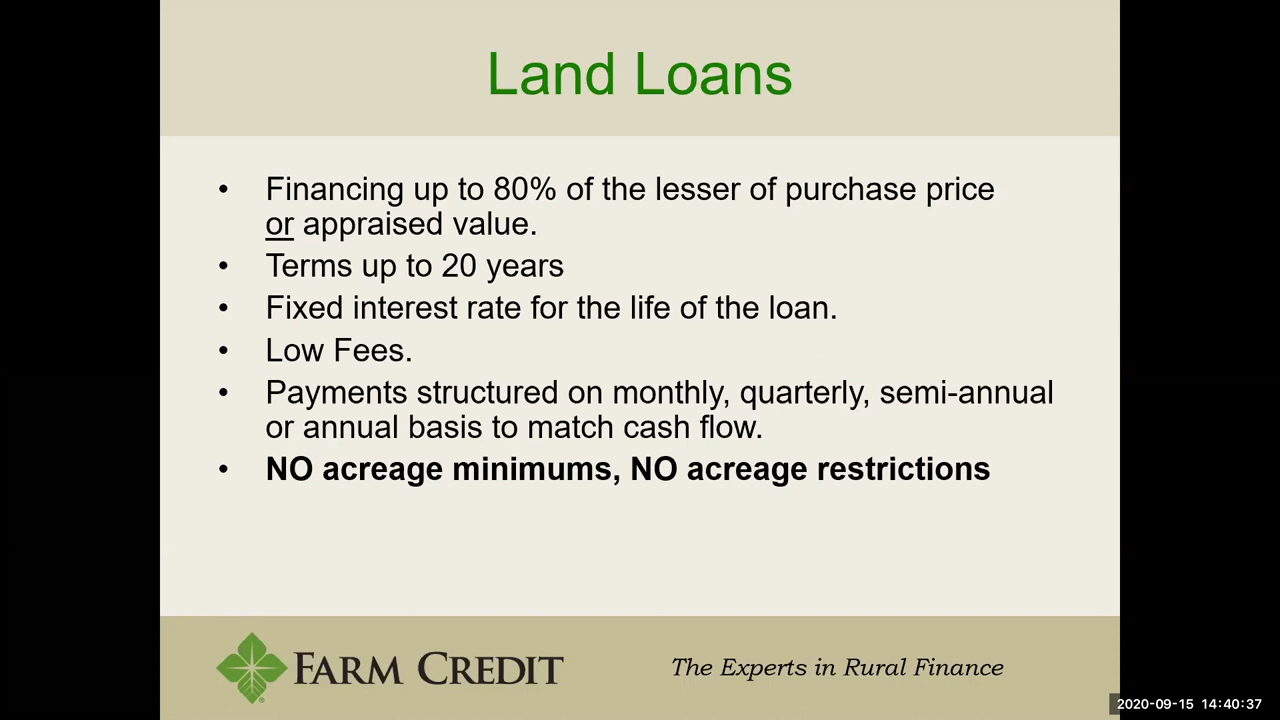 Land Loans
• Financing up to 80% of the lesser of purchase price
or appraised value.
• Terms up to 20 years
• Fixed interest rate for the life of the loan.
• Low Fees.
• Payments structured on monthly, quarterly, semi-annual
or annual basis to match cash flow.
• NO acreage minimums, NO acreage restrictions
FARM CREDIT
The Experts in Rural Finance
2020-09-15 14:40:37